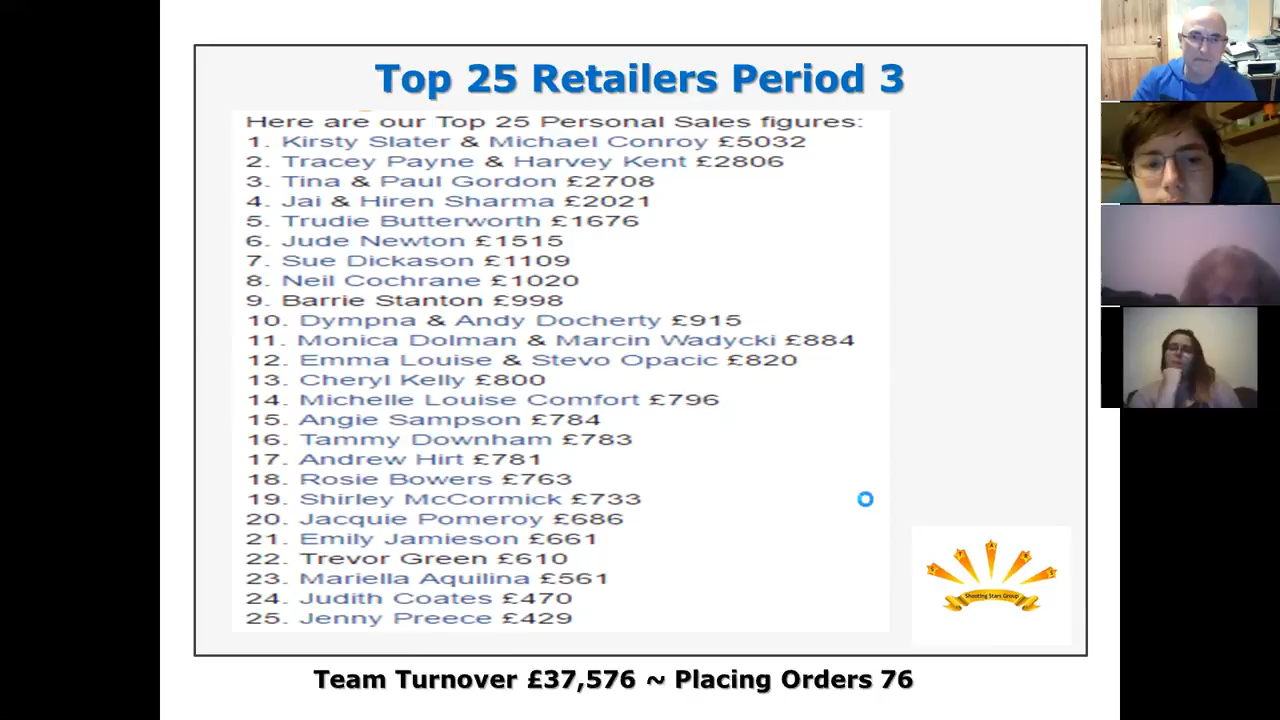 Top 25 Retailers Period 3
Here are our Top 25 Personal Sales figures:
1. Kirsty Slater & Michael Conroy £5032
2. Tracey Payne & Harvey Kent £2806
3. Tina & Paul Gordon £2708
4. Jai & Hiren Sharma £2021
5. Trudie Butterworth £1676
6. Jude Newton £1515
7. Sue Dickason £1109
8. Neil Cochrane £1020
9. Barrie Stanton £998
10. Dympna & Andy Docherty £915
11. Monica Dolman & Marcin Wadycki £884
12. Emma Louise & Stevo Opacic £820
13. Cheryl Kelly £800
14. Michelle Louise Comfort £796
15. Angie Sampson £784
16. Tammy Downham £783
17. Andrew Hirt £781
18. Rosie Bowers £763
19. Shirley McCormick £733
20. Jacquie Pomeroy £686
21. Emily Jamieson £661
22. Trevor Green £610
23. Mariella Aquilina £561
24. Judith Coates £470
25. Jenny Preece £429
Shooting Stars Group
Team Turnover £37,576 ~ Placing Orders 76